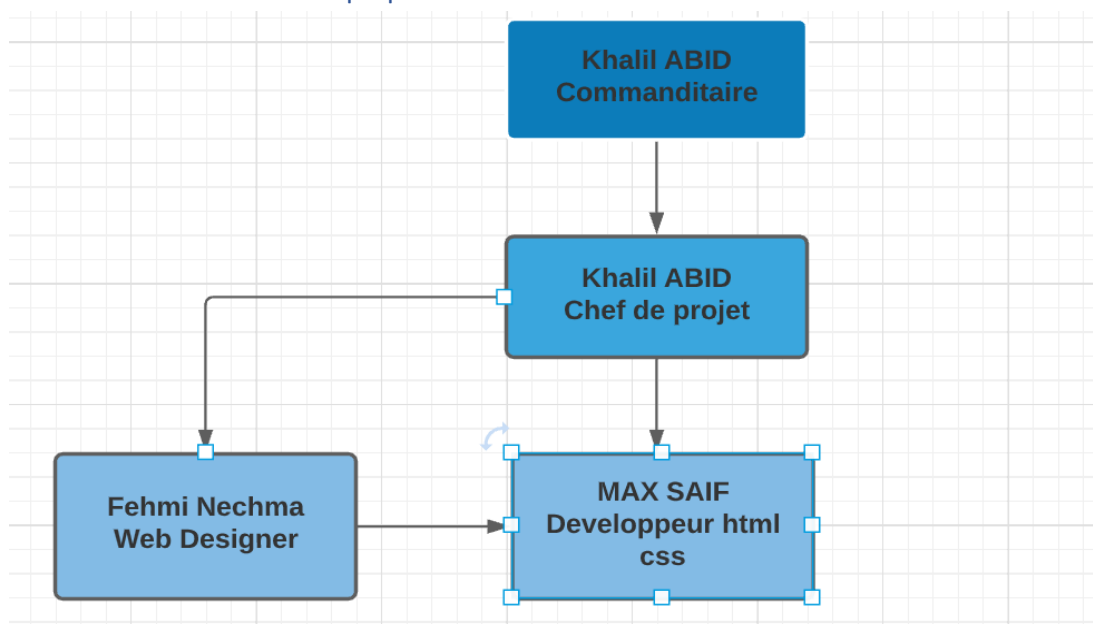 Khalil ABID
Commanditaire
Khalil ABID
Chef de projet
Fehmi Nechma
Web Designer
MAX SAIF
Developpeur html
css